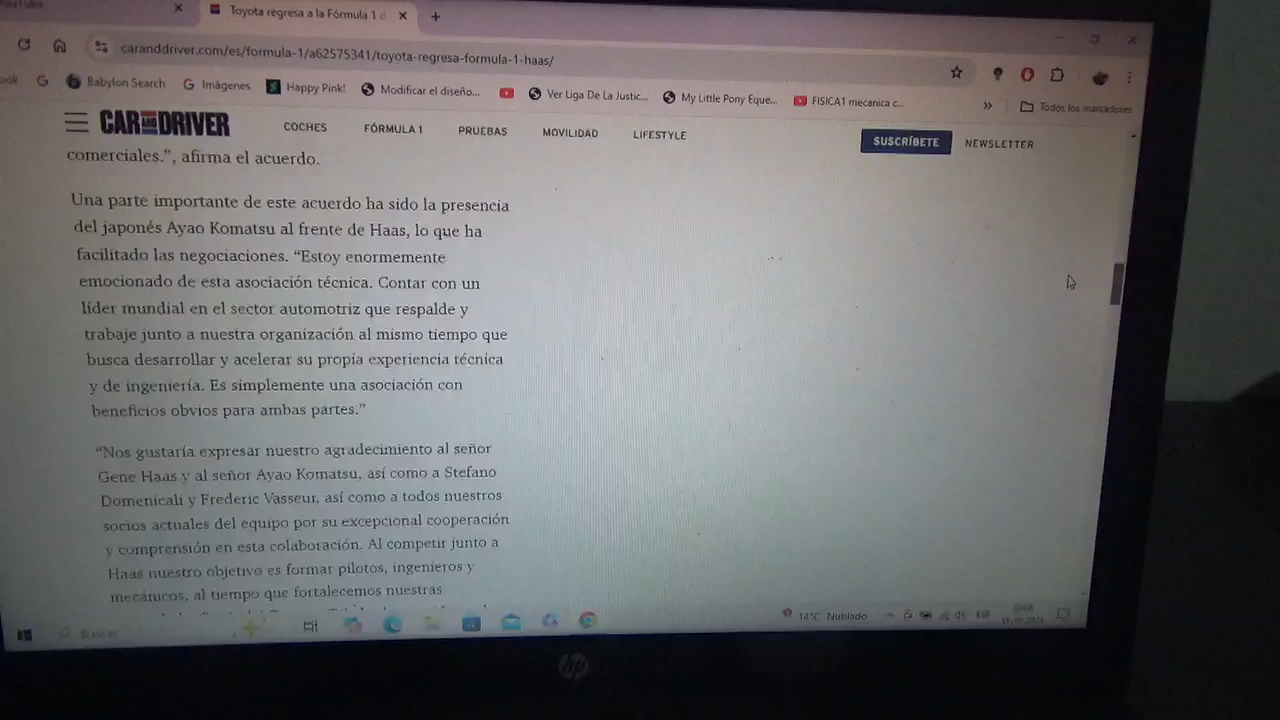 YouTube
Toyota regresa a la Fórmula 1
caranddriver.com/es/formula-1/a62575341/toyota-regresa-formula-1-haas/
ook
Babylon Search
Imágenes
Happy Pink!
Modificar el diseño...
Ver Liga De La Justic...
My Little Pony Eque...
FISICA1 mecanica c...
»
Todos los marcadores
CAR AND DRIVER
COCHES
FÓRMULA 1
PRUEBAS
MOVILIDAD
LIFESTYLE
SUSCRÍBETE
NEWSLETTER
comerciales.”, afirma el acuerdo.
Una parte importante de este acuerdo ha sido la presencia
del japonés Ayao Komatsu al frente de Haas, lo que ha
facilitado las negociaciones. “Estoy enormemente
emocionado de esta asociación técnica. Contar con un
líder mundial en el sector automotriz que respalde y
trabaje junto a nuestra organización al mismo tiempo que
busca desarrollar y acelerar su propia experiencia técnica
y de ingeniería. Es simplemente una asociación con
beneficios obvios para ambas partes.”
“Nos gustaría expresar nuestro agradecimiento al señor
Gene Haas y al señor Ayao Komatsu, así como a Stefano
Domenicali y Frederic Vasseur, así como a todos nuestros
socios actuales del equipo por su excepcional cooperación
y comprensión en esta colaboración. Al competir junto a
Haas nuestro objetivo es formar pilotos, ingenieros y
mecánicos, al tiempo que fortalecemos nuestras
14°C Nublado
ESP
hp